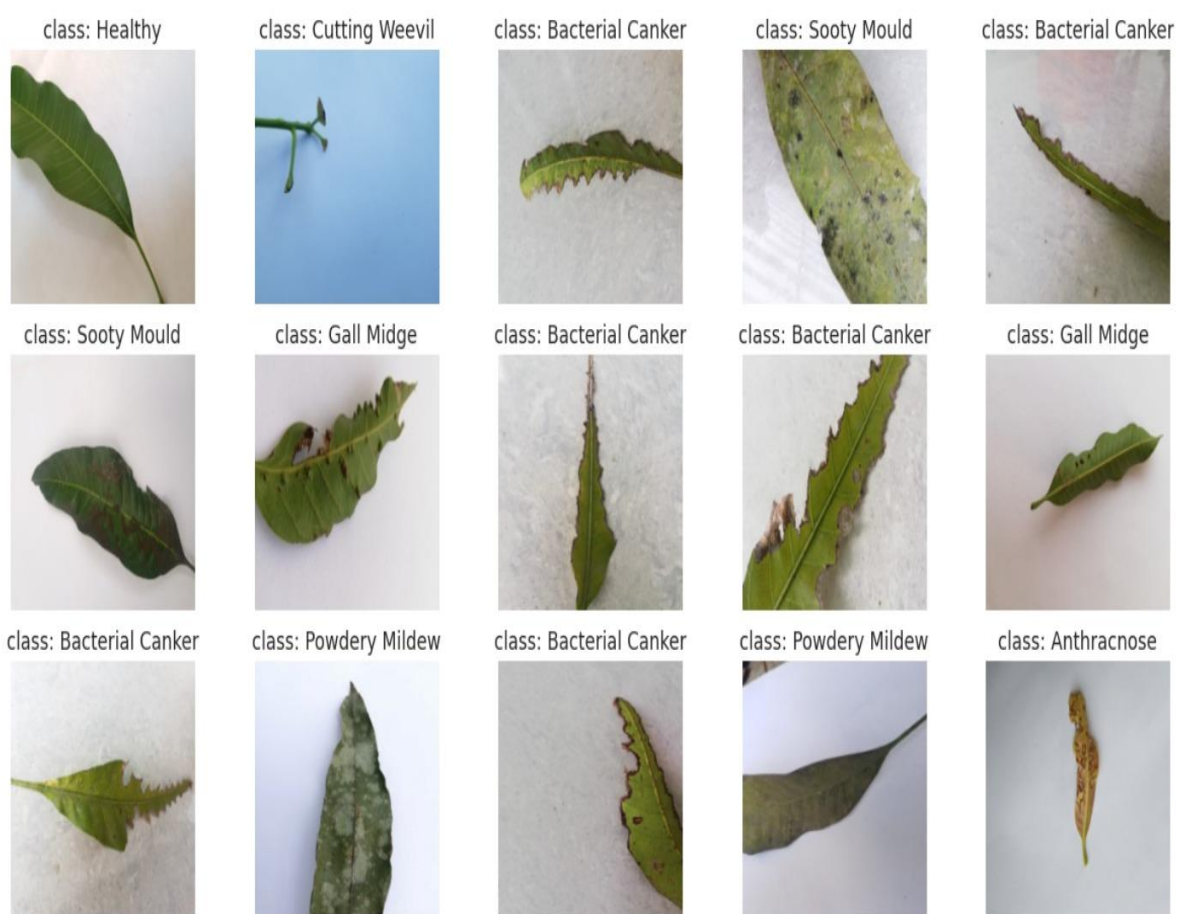 class: Healthy
class: Cutting Weevil
class: Bacterial Canker
class: Sooty Mould
class: Bacterial Canker
class: Sooty Mould
class: Gall Midge
class: Bacterial Canker
class: Bacterial Canker
class: Gall Midge
class: Bacterial Canker
class: Powdery Mildew
class: Bacterial Canker
class: Powdery Mildew
class: Anthracnose